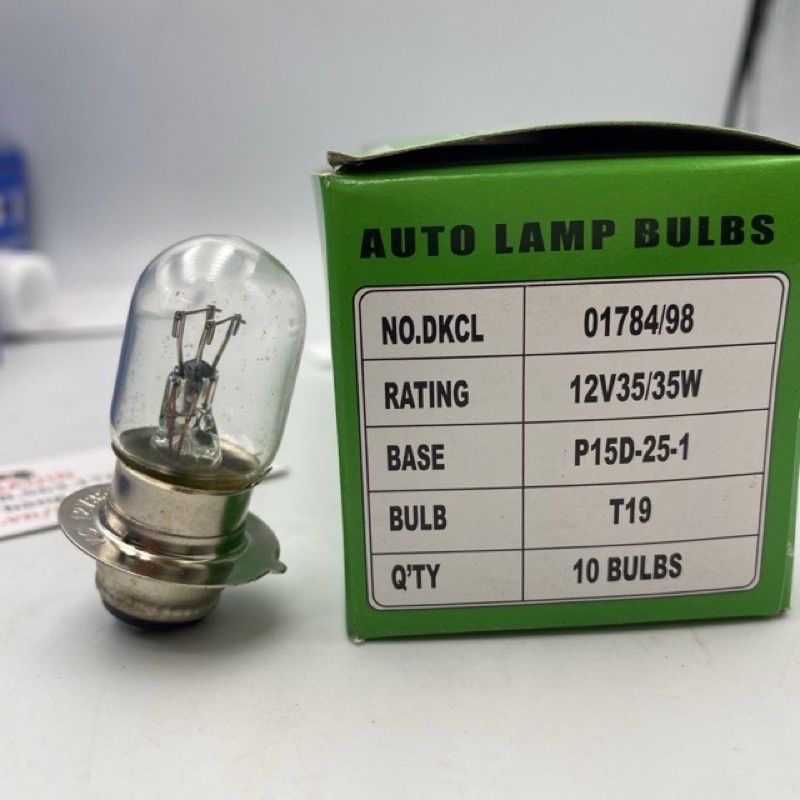 AUTO LAMP BULBS
NO.DKCL 01784/98
RATING 12V35/35W
BASE P15D-25-1
BULB T19
Q'TY 10 BULBS